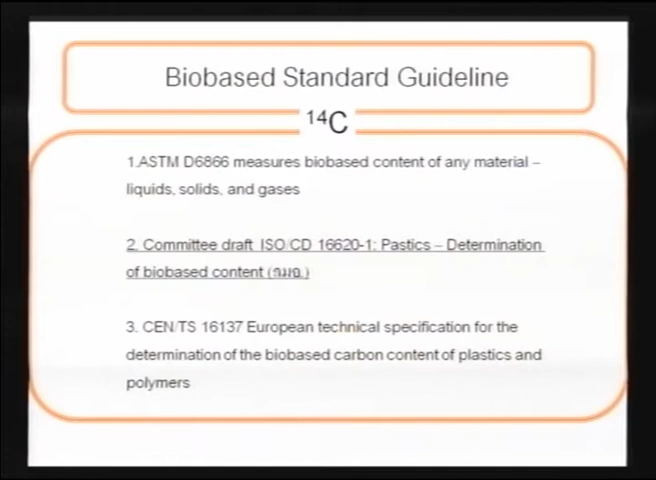 Biobased Standard Guideline
14C
1.ASTM D6866 measures biobased content of any material –
liquids, solids, and gases
2. Committee draft ISO/CD 16620-1: Pastics – Determination
of biobased content (สมอ.)
3. CEN/TS 16137 European technical specification for the
determination of the biobased carbon content of plastics and
polymers